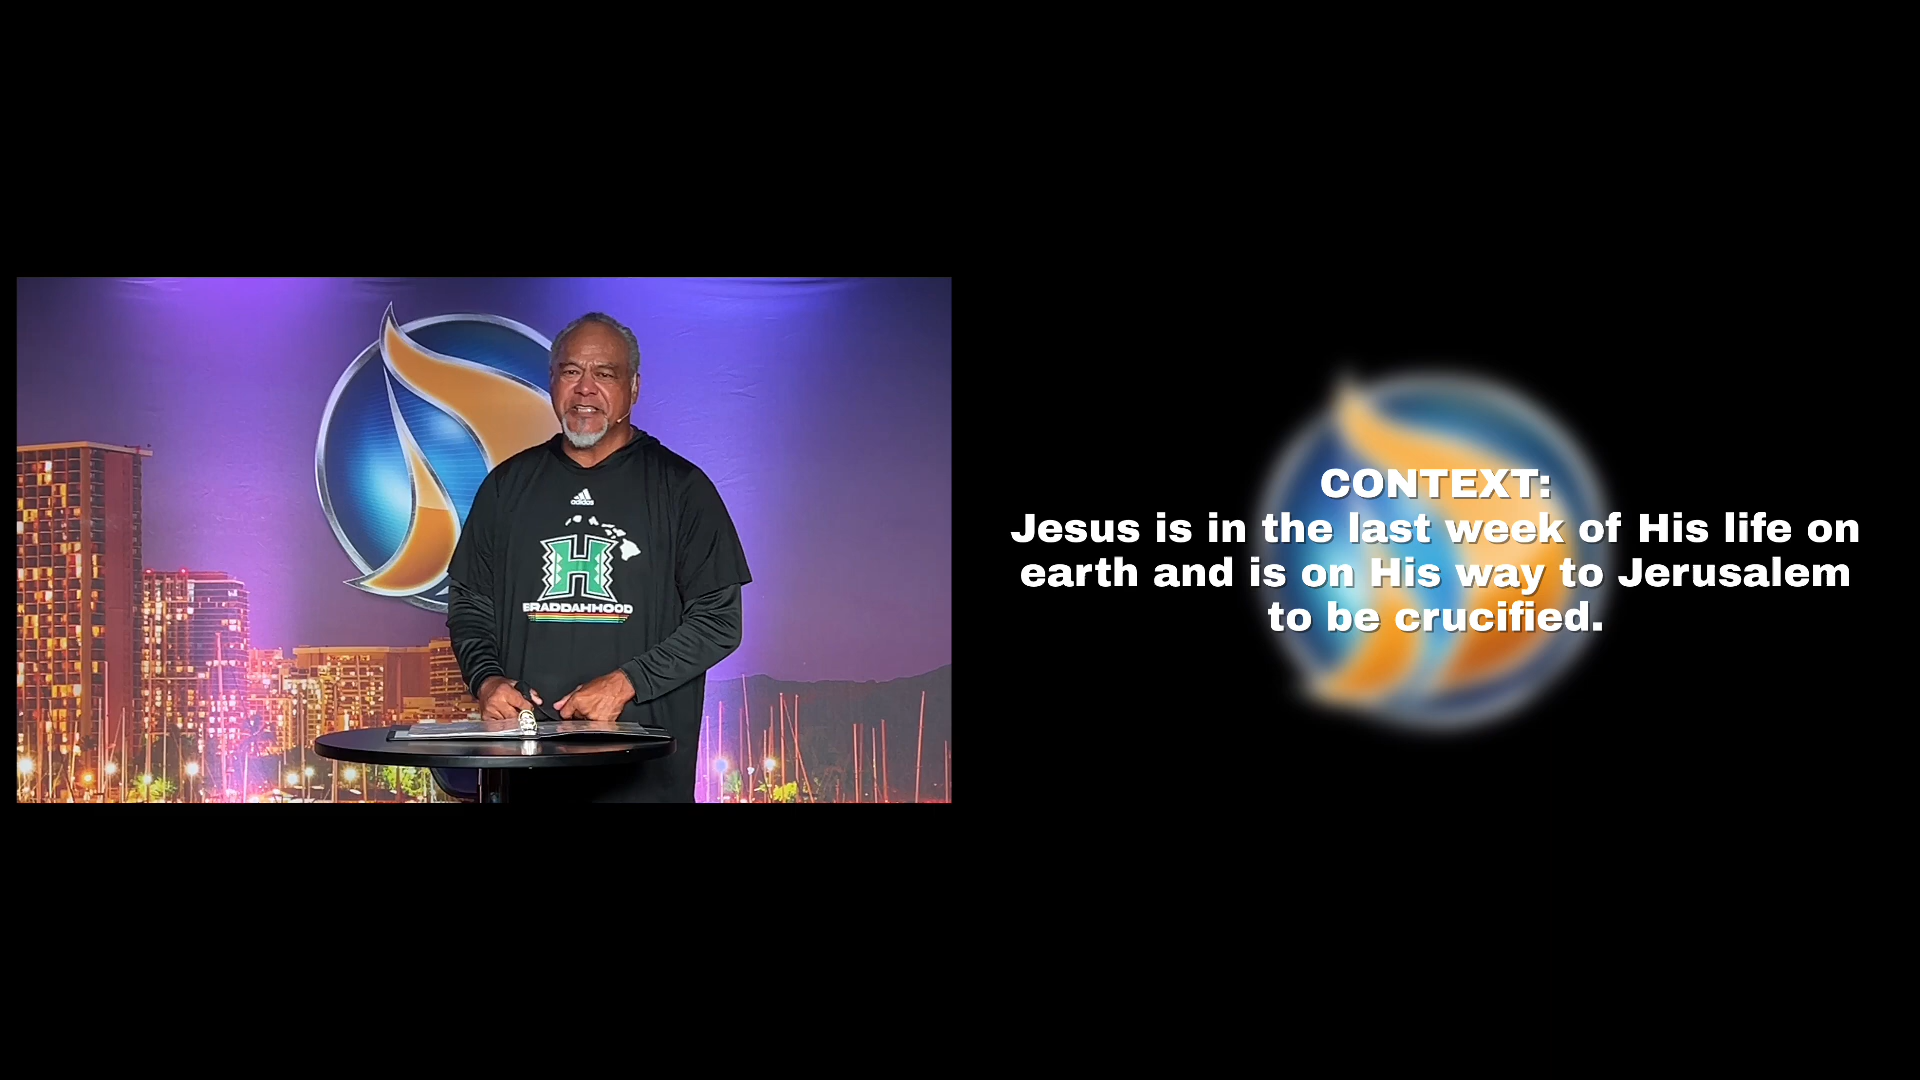 adidas
H
BRADDAHHOOD
CONTEXT:
Jesus is in the last week of His life on
earth and is on His way to Jerusalem
to be crucified.